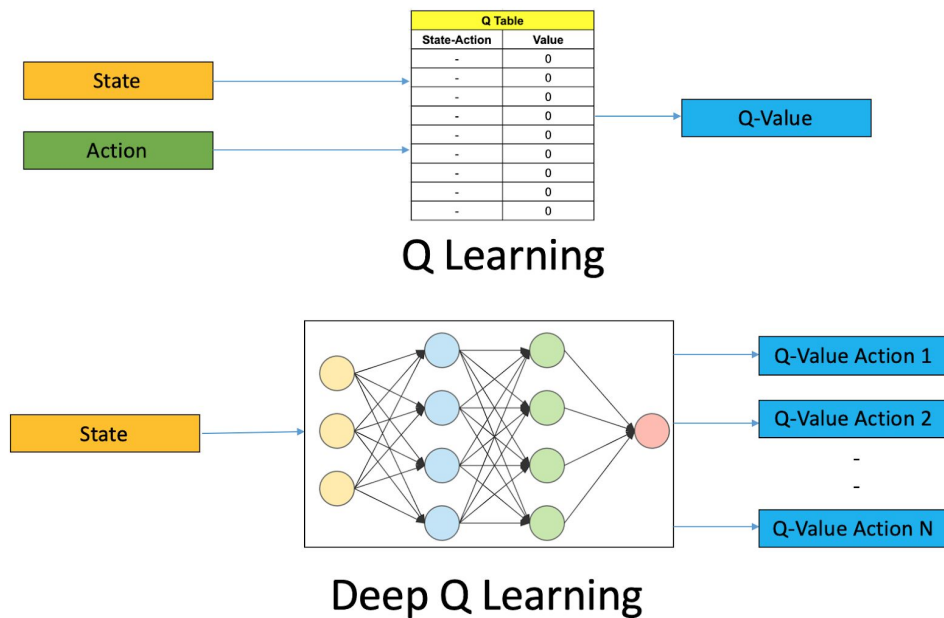 Q Table
State-Action Value
- 0
- 0
- 0
- 0
- 0
- 0
- 0
- 0
- 0
State
Action
Q-Value
Q Learning
State
Q-Value Action 1
Q-Value Action 2
-
-
Q-Value Action N
Deep Q Learning